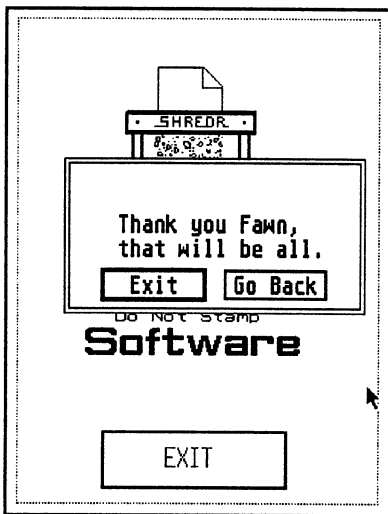 SHREDR
Thank you Fawn,
that will be all.
Exit Go Back
Do Not Stamp
Software
EXIT